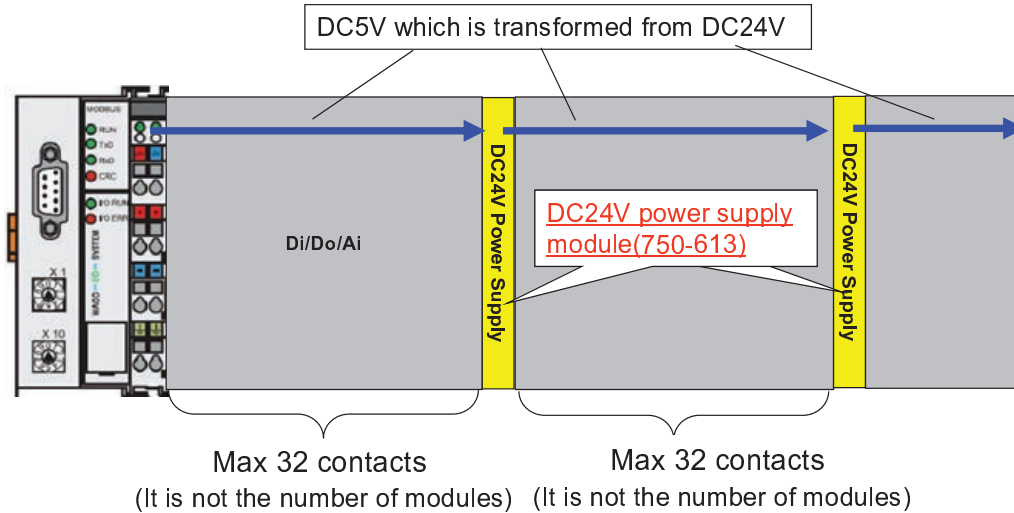 DC5V which is transformed from DC24V
MODBUS
RUN
TxD
RxD
CRC
I/O RUN
I/O ERR
WAGO-I/O-SYSTEM
X 1
X 10
Di/Do/Ai
DC24V Power Supply
DC24V power supply
module(750-613)
DC24V Power Supply
Max 32 contacts
(It is not the number of modules)
Max 32 contacts
(It is not the number of modules)